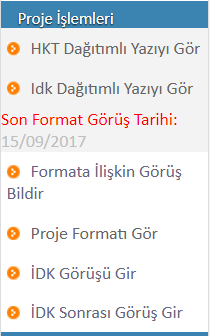 Proje İşlemleri
HKT Dağıtımlı Yazıyı Gör
Idk Dağıtımlı Yazıyı Gör
Son Format Görüş Tarihi:
15/09/2017
Formata İlişkin Görüş
Bildir
Proje Formatı Gör
İDK Görüşü Gir
İDK Sonrası Görüş Gir